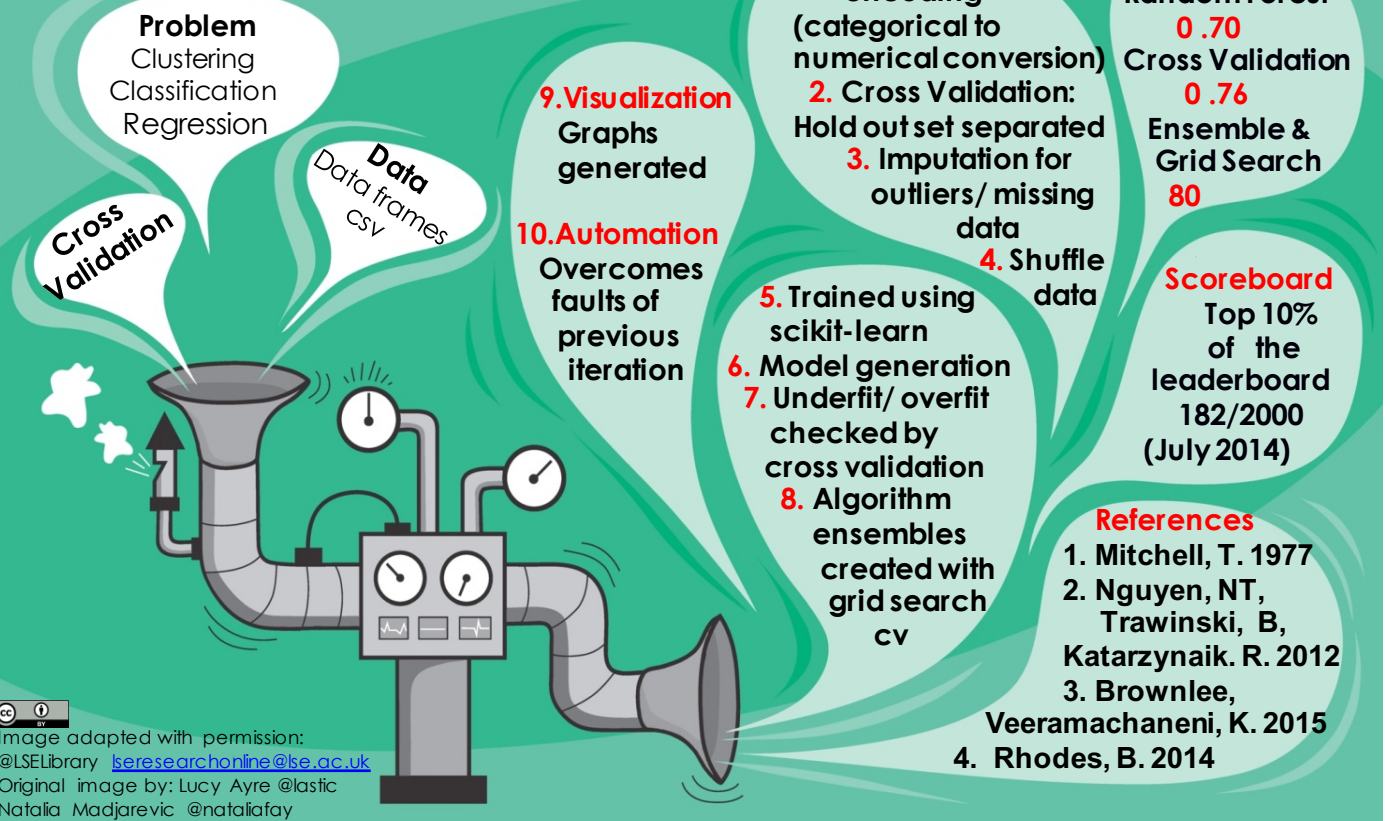 Problem
Clustering
Classification
Regression
Data
Data frames
csv
Cross
Validation
9.Visualization
Graphs
generated
10.Automation
Overcomes
faults of
previous
iteration
(categorical to
numerical conversion)
2. Cross Validation:
Hold out set separated
3. Imputation for
outliers/ missing
data
4. Shuffle
data
5. Trained using
scikit-learn
6. Model generation
7. Underfit/ overfit
checked by
cross validation
8. Algorithm
ensembles
created with
grid search
cv
0 .70
Cross Validation
0 .76
Ensemble &
Grid Search
80
Scoreboard
Top 10%
of the
leaderboard
182/2000
(July 2014)
References
1. Mitchell, T. 1977
2. Nguyen, NT,
Trawinski, B,
Katarzynaik. R. 2012
3. Brownlee,
Veeramachaneni, K. 2015
4. Rhodes, B. 2014
cc BY
Image adapted with permission:
@LSELibrary lseresearchonline@lse.ac.uk
Original image by: Lucy Ayre @lastic
Natalia Madjarevic @nataliafay